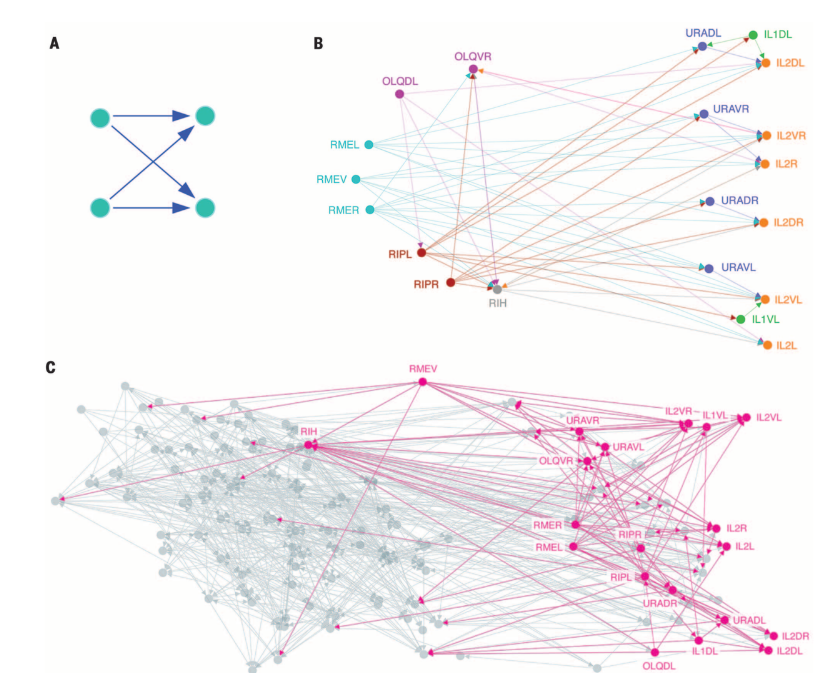 A
B
URADL
IL1DL
OLQVR
IL2DL
OLQDL
URAVR
IL2VR
RMEL
IL2R
RMEV
URADR
RMER
IL2DR
RIPL
URAVL
RIPR
RIH
IL2VL
IL1VL
IL2L
C
RMEV
IL2VR
IL1VL
IL2VL
URAVR
RIH
URAVL
OLQVR
RMER
IL2R
RIPR
RMEL
IL2L
RIPL
URADR
URADL
IL2DR
IL1DL
IL2DL
OLQDL